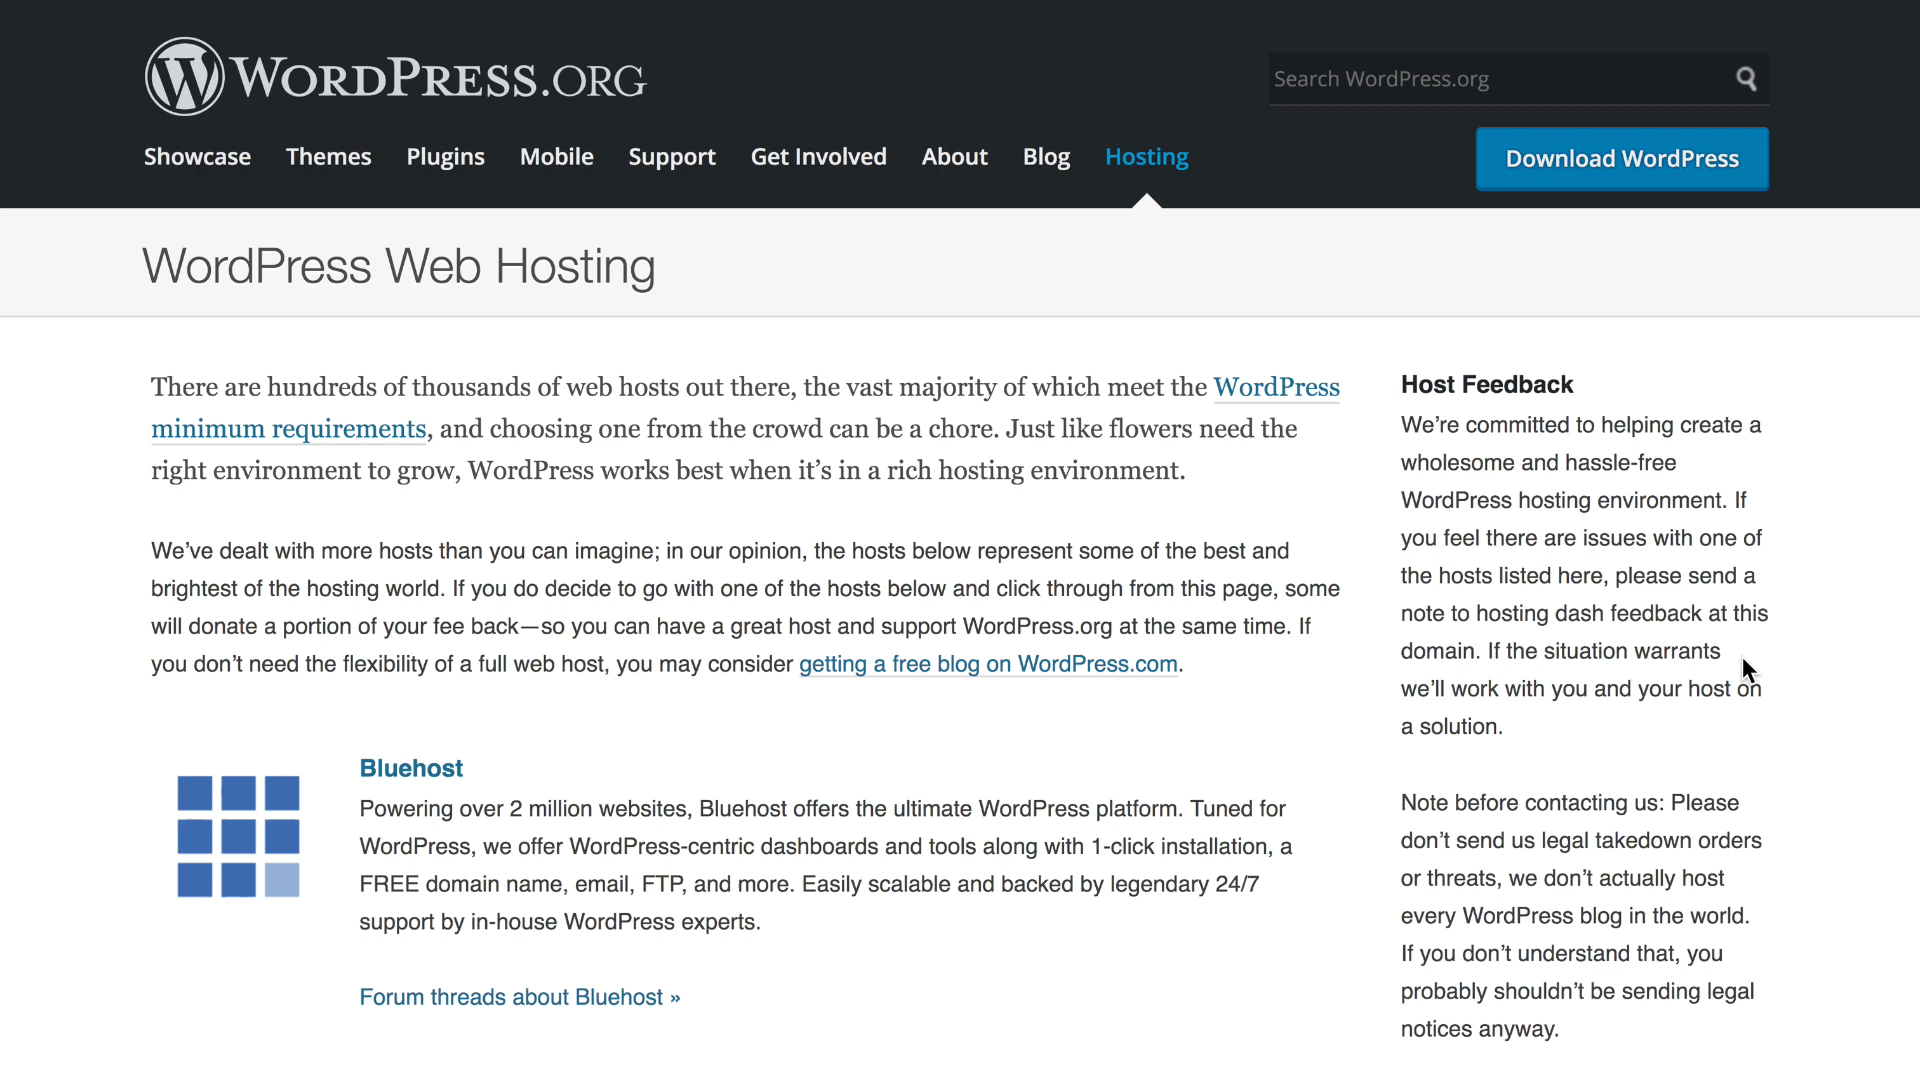 WORDPRESS.ORG
Search WordPress.org
Showcase Themes Plugins Mobile Support Get Involved About Blog Hosting
Download WordPress
WordPress Web Hosting
There are hundreds of thousands of web hosts out there, the vast majority of which meet the WordPress
minimum requirements, and choosing one from the crowd can be a chore. Just like flowers need the
right environment to grow, WordPress works best when it’s in a rich hosting environment.
We’ve dealt with more hosts than you can imagine; in our opinion, the hosts below represent some of the best and
brightest of the hosting world. If you do decide to go with one of the hosts below and click through from this page, some
will donate a portion of your fee back—so you can have a great host and support WordPress.org at the same time. If
you don’t need the flexibility of a full web host, you may consider getting a free blog on WordPress.com.
Bluehost
Powering over 2 million websites, Bluehost offers the ultimate WordPress platform. Tuned for
WordPress, we offer WordPress-centric dashboards and tools along with 1-click installation, a
FREE domain name, email, FTP, and more. Easily scalable and backed by legendary 24/7
support by in-house WordPress experts.
Forum threads about Bluehost »
Host Feedback
We’re committed to helping create a
wholesome and hassle-free
WordPress hosting environment. If
you feel there are issues with one of
the hosts listed here, please send a
note to hosting dash feedback at this
domain. If the situation warrants
we’ll work with you and your host on
a solution.
Note before contacting us: Please
don’t send us legal takedown orders
or threats, we don’t actually host
every WordPress blog in the world.
If you don’t understand that, you
probably shouldn’t be sending legal
notices anyway.